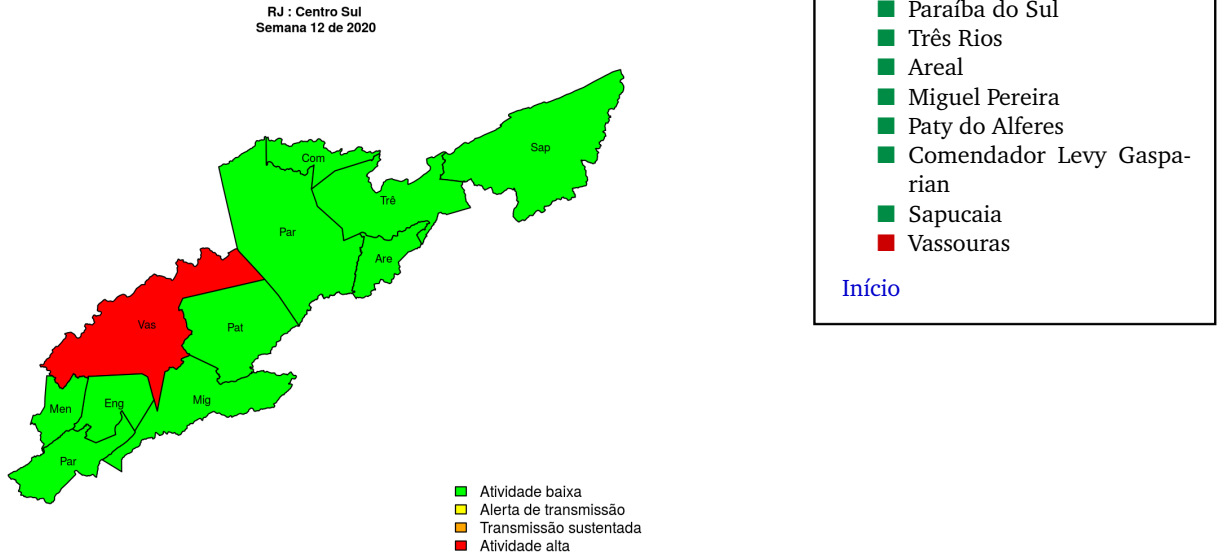 RJ : Centro Sul
Semana 12 de 2020
Sap
Com
Trê
Par
Are
Vas
Pat
Men
Eng
Mig
Par
Atividade baixa
Alerta de transmissão
Transmissão sustentada
Atividade alta
Paraíba do Sul
Três Rios
Areal
Miguel Pereira
Paty do Alferes
Comendador Levy Gaspa-
rian
Sapucaia
Vassouras
Início